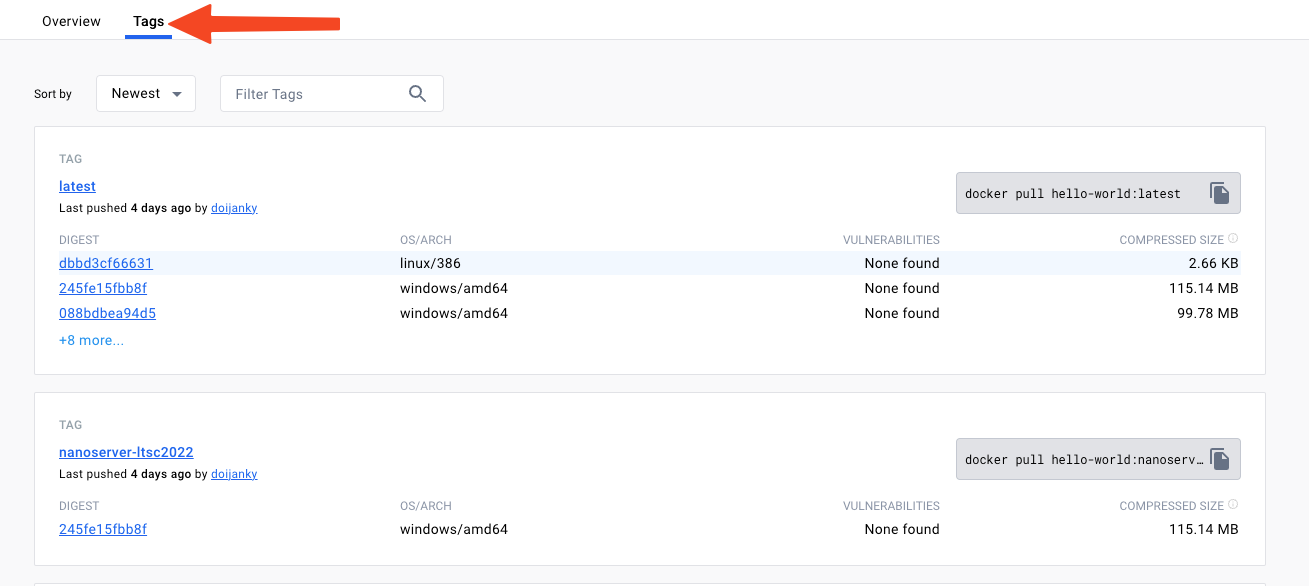 Overview Tags
Sort by Newest Filter Tags
TAG
latest
docker pull hello-world:latest
Last pushed 4 days ago by doijanky
DIGEST OS/ARCH VULNERABILITIES COMPRESSED SIZE
dbbd3cf66631 linux/386 None found 2.66 KB
245fe15fbb8f windows/amd64 None found 115.14 MB
088bdbea94d5 windows/amd64 None found 99.78 MB
+8 more...
TAG
nanoserver-ltsc2022
docker pull hello-world:nanoserv…
Last pushed 4 days ago by doijanky
DIGEST OS/ARCH VULNERABILITIES COMPRESSED SIZE
245fe15fbb8f windows/amd64 None found 115.14 MB